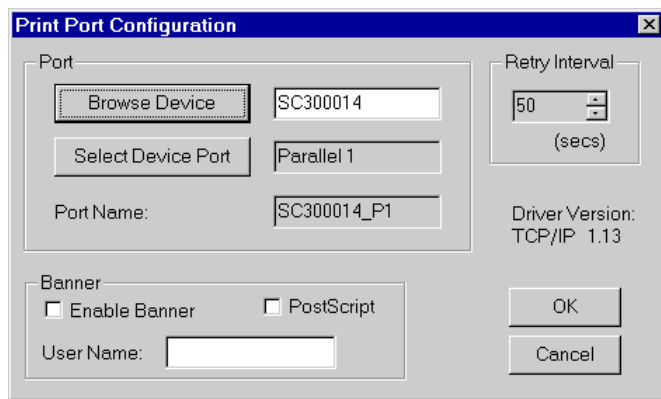 Print Port Configuration
Port
Browse Device
SC300014
Select Device Port
Parallel 1
Port Name:
SC300014_P1
Retry Interval
50
(secs)
Driver Version:
TCP/IP 1.13
Banner
Enable Banner
PostScript
User Name:
OK
Cancel